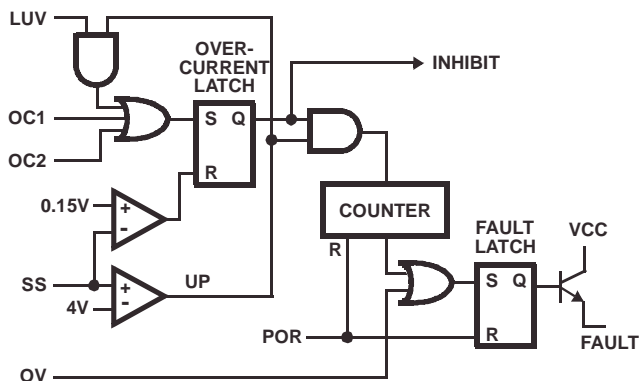 LUV
OVER-
CURRENT
LATCH
INHIBIT
OC1
S Q
OC2
R
0.15V
+
-
COUNTER
R
FAULT
LATCH
VCC
SS
+
-
4V
UP
S Q
POR
R
FAULT
OV